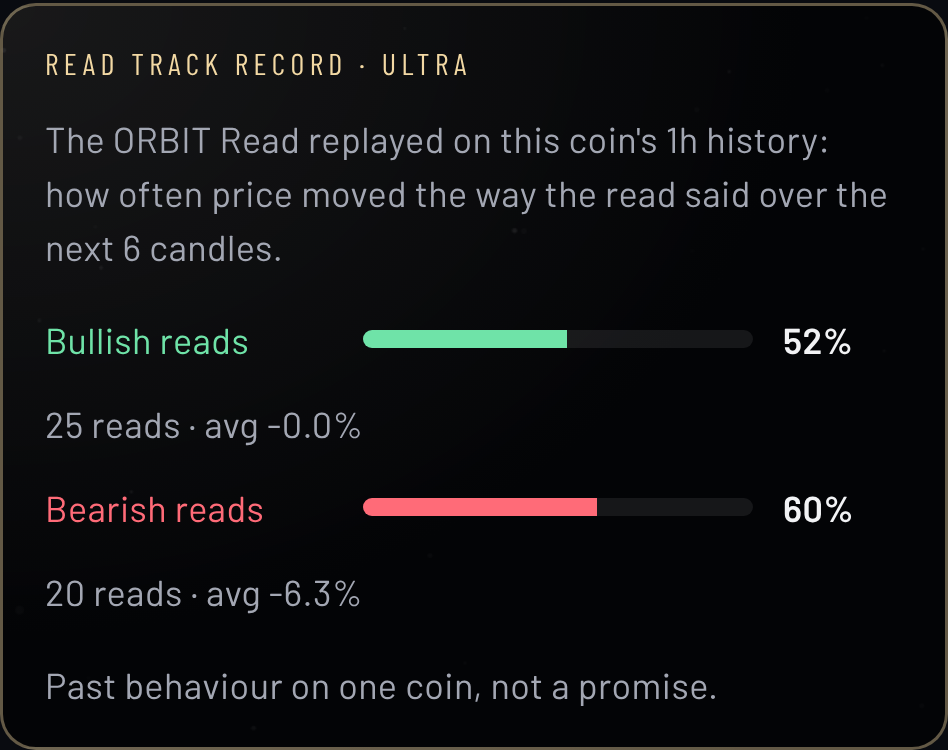 READ TRACK RECORD · ULTRA
The ORBIT Read replayed on this coin's 1h history:
how often price moved the way the read said over the
next 6 candles.
Bullish reads 52%
25 reads · avg -0.0%
Bearish reads 60%
20 reads · avg -6.3%
Past behaviour on one coin, not a promise.